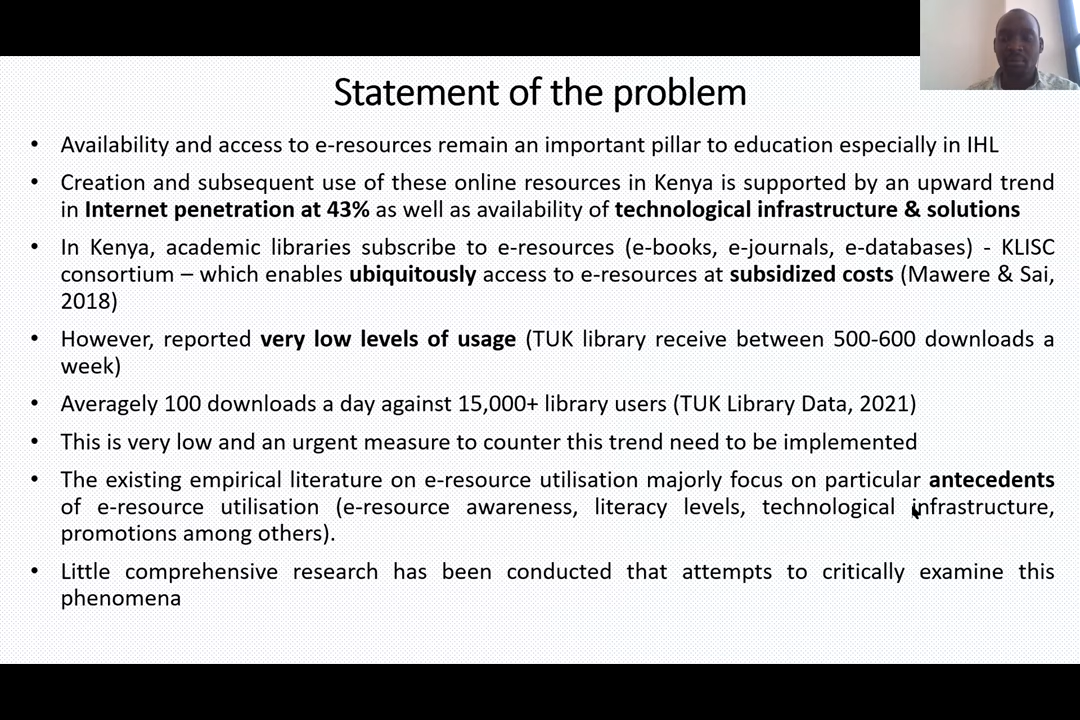 Statement of the problem
• Availability and access to e-resources remain an important pillar to education especially in IHL
• Creation and subsequent use of these online resources in Kenya is supported by an upward trend
in Internet penetration at 43% as well as availability of technological infrastructure & solutions
• In Kenya, academic libraries subscribe to e-resources (e-books, e-journals, e-databases) - KLISC
consortium – which enables ubiquitously access to e-resources at subsidized costs (Mawere & Sai,
2018)
• However, reported very low levels of usage (TUK library receive between 500-600 downloads a
week)
• Averagely 100 downloads a day against 15,000+ library users (TUK Library Data, 2021)
• This is very low and an urgent measure to counter this trend need to be implemented
• The existing empirical literature on e-resource utilisation majorly focus on particular antecedents
of e-resource utilisation (e-resource awareness, literacy levels, technological infrastructure,
promotions among others).
• Little comprehensive research has been conducted that attempts to critically examine this
phenomena